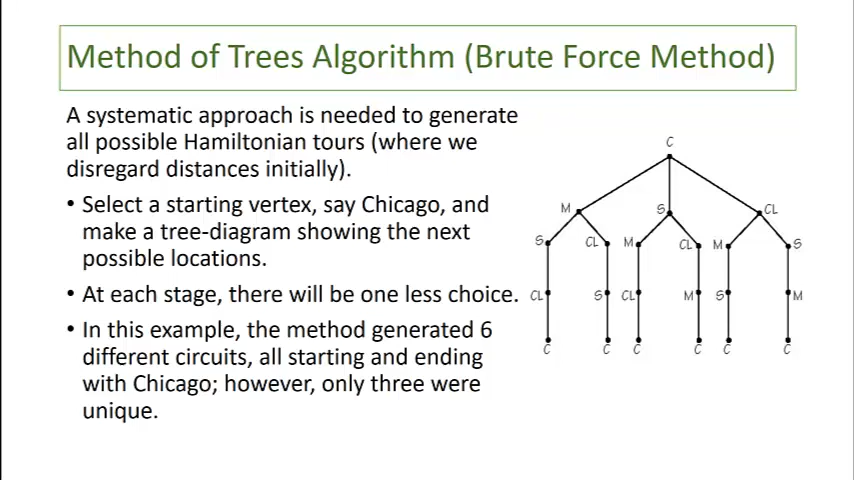 Method of Trees Algorithm (Brute Force Method)
A systematic approach is needed to generate
all possible Hamiltonian tours (where we
disregard distances initially).
• Select a starting vertex, say Chicago, and
make a tree-diagram showing the next
possible locations.
• At each stage, there will be one less choice.
• In this example, the method generated 6
different circuits, all starting and ending
with Chicago; however, only three were
unique.
C
M S CL
S CL M CL M S
CL S CL M S M
C C C C C C